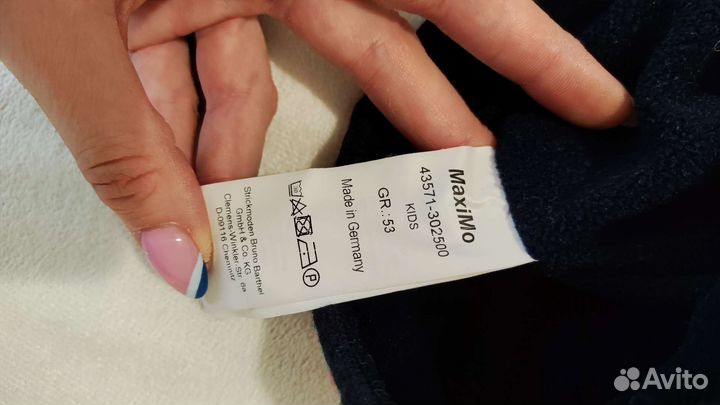 MaxiMo
43571-302500
KIDS
GR.: 53
Made in Germany
Strickmoden Bruno Barthel
GmbH & Co. KG
Clemens-Winkler-Str. 6a
D-09116 Chemnitz
P
Avito